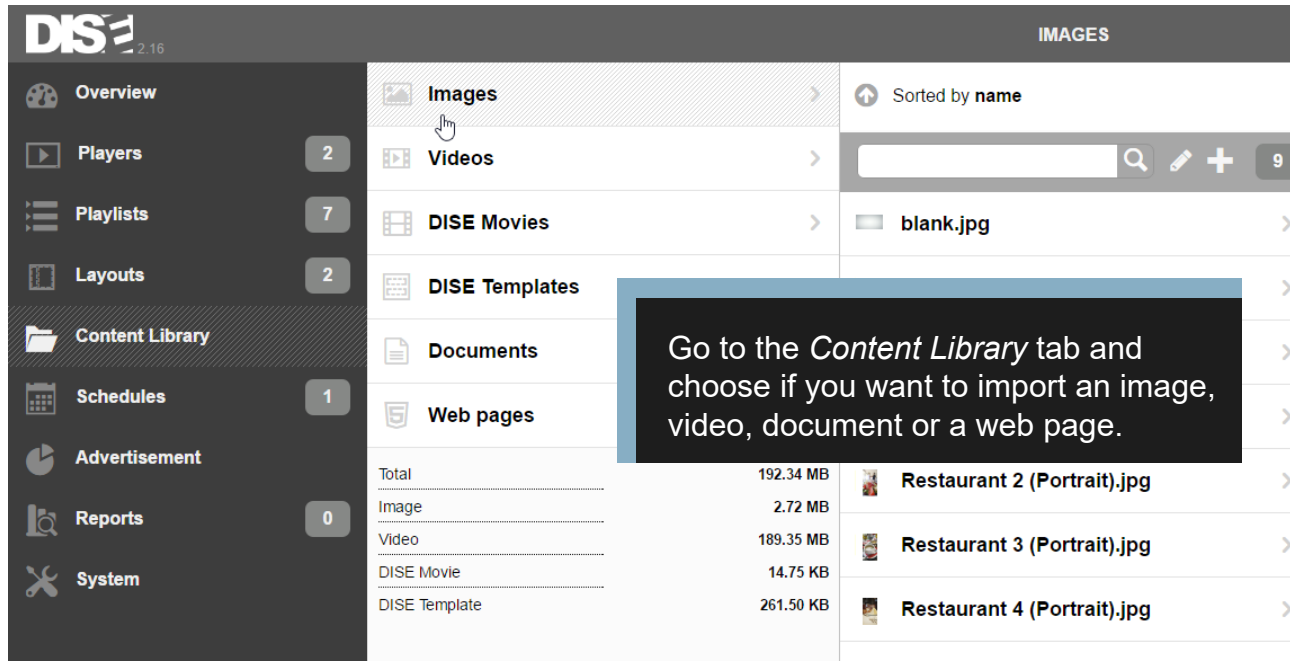 DISE 2.16
IMAGES
Overview
Players 2
Playlists 7
Layouts 2
Content Library
Schedules 1
Advertisement
Reports 0
System
Images
Videos
DISE Movies
DISE Templates
Documents
Web pages
Total 192.34 MB
Image 2.72 MB
Video 189.35 MB
DISE Movie 14.75 KB
DISE Template 261.50 KB
Sorted by name
9
blank.jpg
Go to the Content Library tab and
choose if you want to import an image,
video, document or a web page.
Restaurant 2 (Portrait).jpg
Restaurant 3 (Portrait).jpg
Restaurant 4 (Portrait).jpg